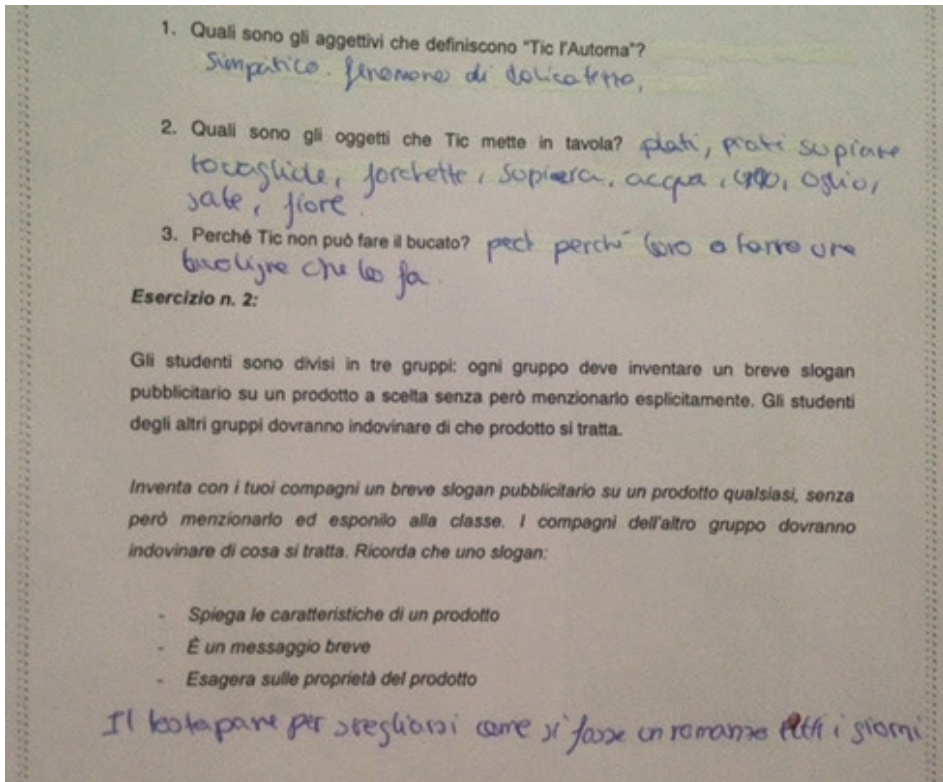 1. Quali sono gli aggettivi che definiscono "Tic l'Automa"?
Simpatico. fenomono di dolicatezzo,
2. Quali sono gli oggetti che Tic mette in tavola? piati, piati supiare
forchette, supiera, acqua, oglio,
sale, fiore.
3. Perché Tic non può fare il bucato? perché
che lo fa.
Esercizio n. 2:
Gli studenti sono divisi in tre gruppi: ogni gruppo deve inventare un breve slogan
pubblicitario su un prodotto a scelta senza però menzionarlo esplicitamente. Gli studenti
degli altri gruppi dovranno indovinare di che prodotto si tratta.
Inventa con i tuoi compagni un breve slogan pubblicitario su un prodotto qualsiasi, senza
però menzionarlo ed esponilo alla classe. I compagni dell'altro gruppo dovranno
indovinare di cosa si tratta. Ricorda che uno slogan:
- Spiega le caratteristiche di un prodotto
- È un messaggio breve
- Esagera sulle proprietà del prodotto
Il tostapane per svegliarsi come si fosse un romanzo tutti i giorni